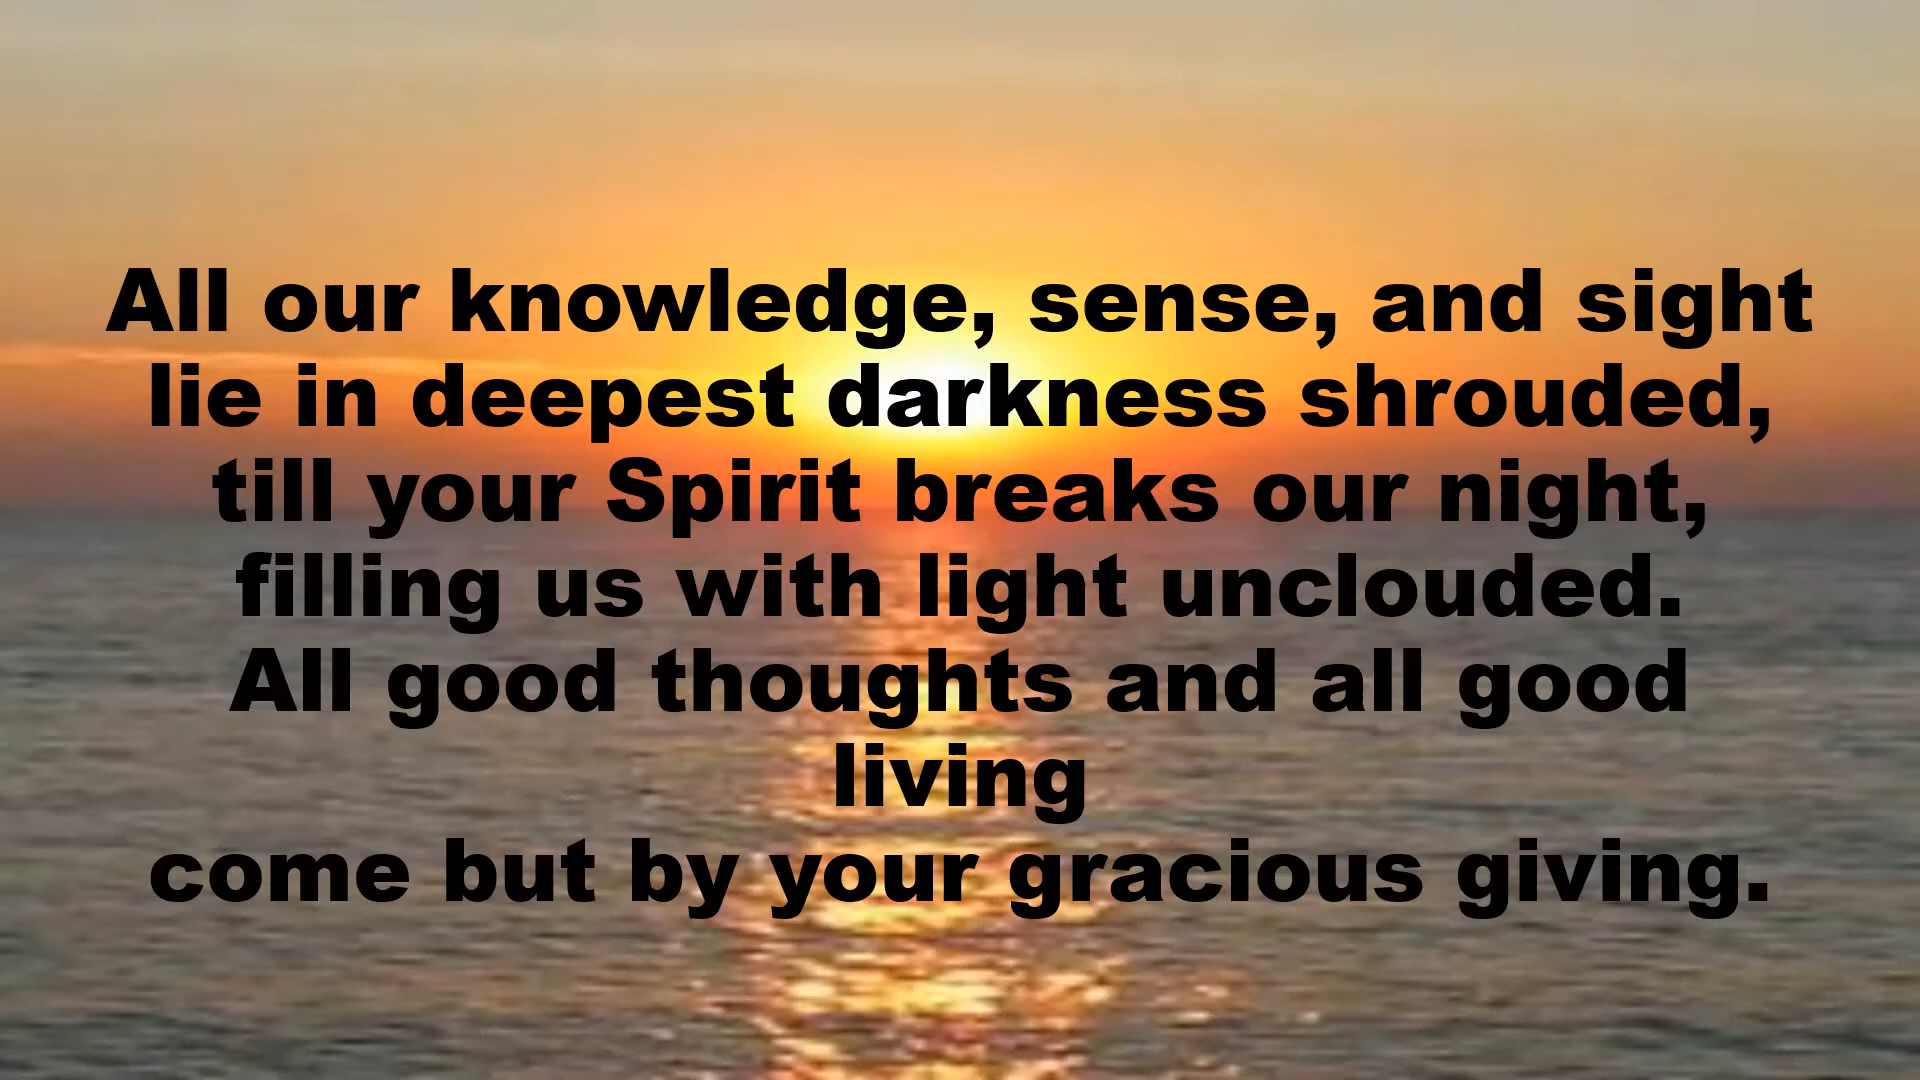 All our knowledge, sense, and sight
lie in deepest darkness shrouded,
till your Spirit breaks our night,
filling us with light unclouded.
All good thoughts and all good
living
come but by your gracious giving.